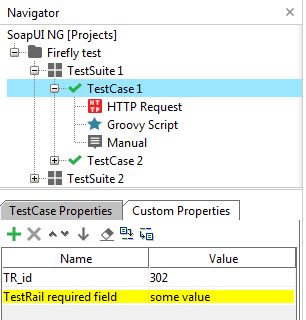 Navigator
SoapUI NG [Projects]
Firefly test
TestSuite 1
TestCase 1
HTTP Request
Groovy Script
Manual
TestCase 2
TestSuite 2
TestCase Properties Custom Properties
Name Value
TR_id 302
TestRail required field some value